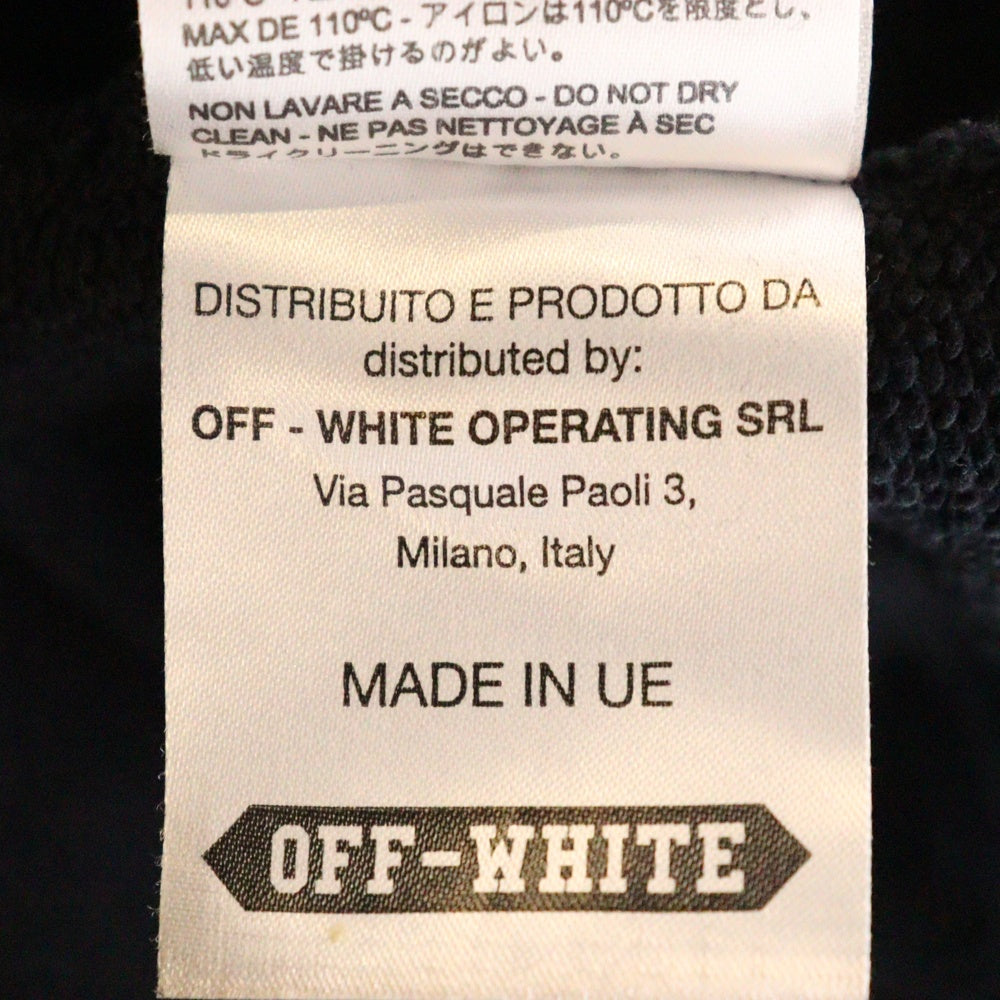 MAX DE 110ºC - アイロンは110ºCを限度とし、
低い温度で掛けるのがよい。
NON LAVARE A SECCO - DO NOT DRY
CLEAN - NE PAS NETTOYAGE À SEC
ドライクリーニングはできない。
DISTRIBUITO E PRODOTTO DA
distributed by:
OFF - WHITE OPERATING SRL
Via Pasquale Paoli 3,
Milano, Italy
MADE IN UE
OFF-WHITE